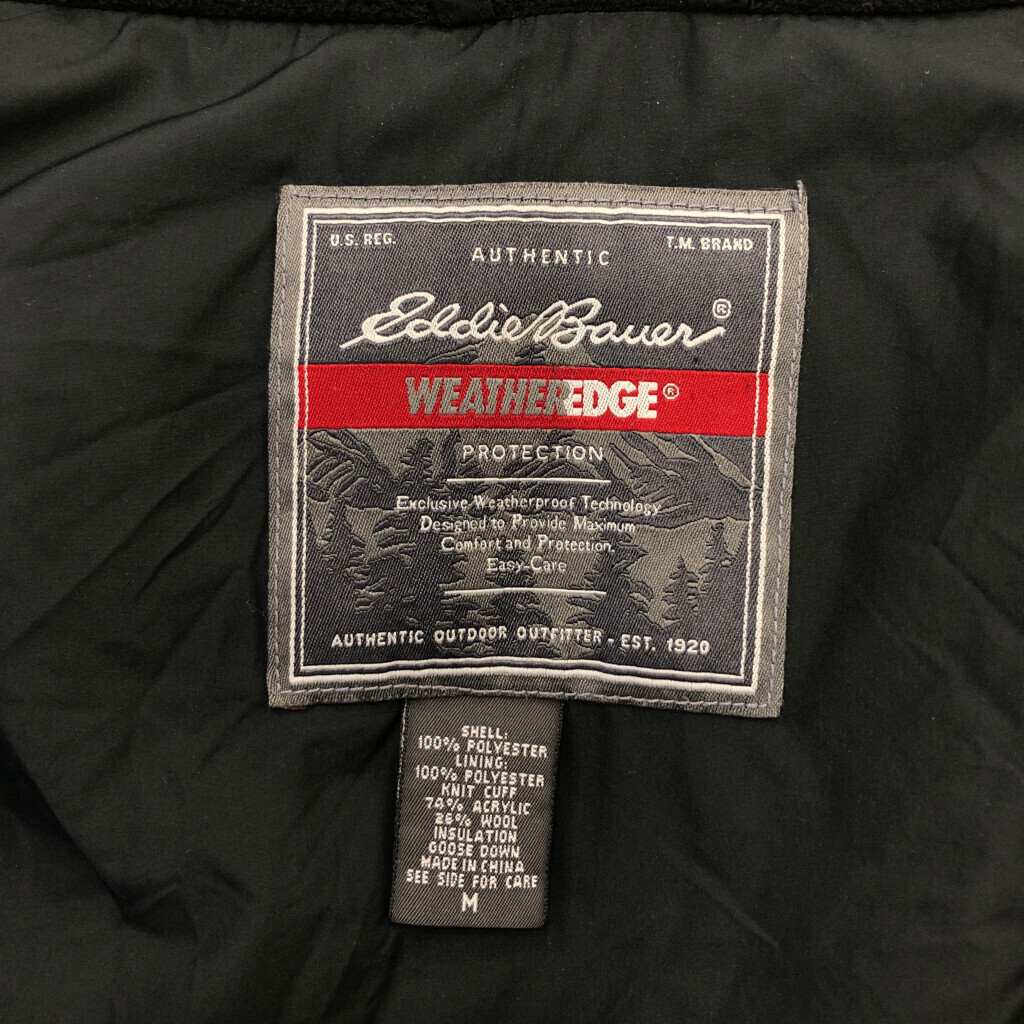 U.S. REG.
T.M. BRAND
AUTHENTIC
Eddie Bauer®
WEATHEREDGE®
PROTECTION
Exclusive Weatherproof Technology
Designed to Provide Maximum
Comfort and Protection.
Easy-Care
AUTHENTIC OUTDOOR OUTFITTER - EST. 1920
SHELL:
100% POLYESTER
LINING:
100% POLYESTER
KNIT CUFF
74% ACRYLIC
26% WOOL
INSULATION
GOOSE DOWN
MADE IN CHINA
SEE SIDE FOR CARE
M